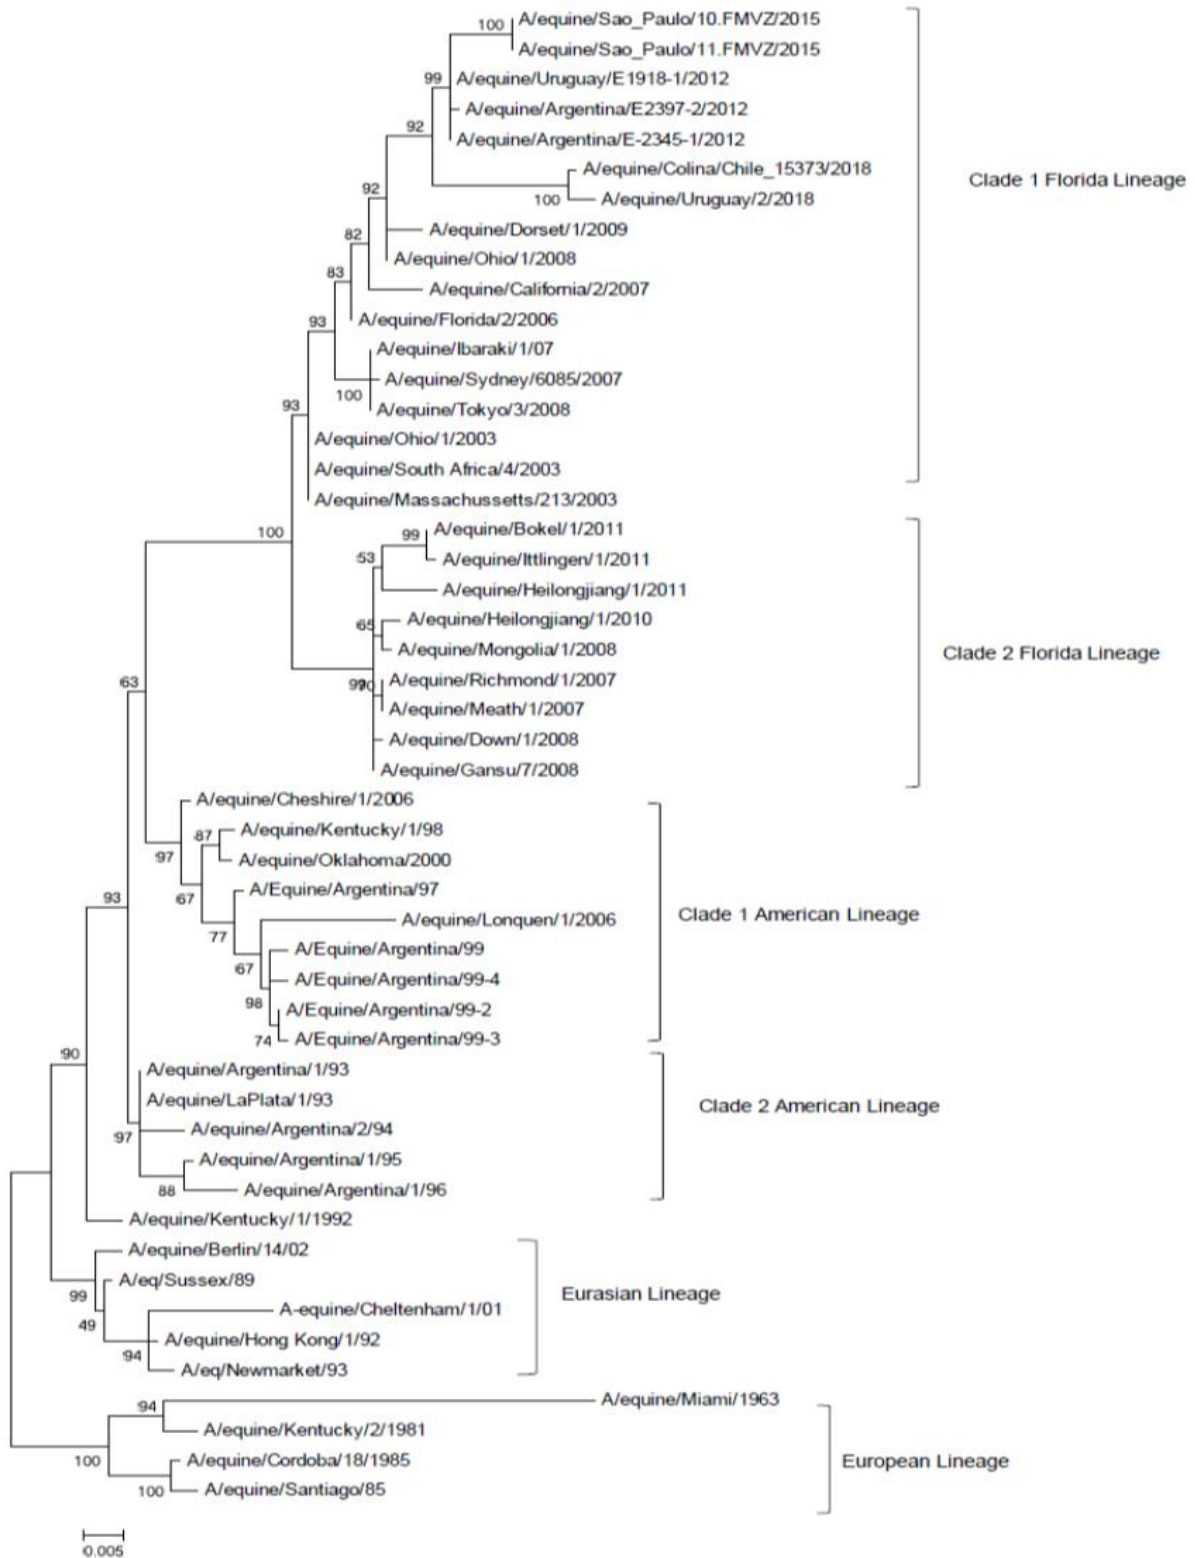 A/equine/Sao_Paulo/10.FMVZ/2015
100
A/equine/Sao_Paulo/11.FMVZ/2015
99
A/equine/Uruguay/E1918-1/2012
A/equine/Argentina/E2397-2/2012
92
A/equine/Argentina/E-2345-1/2012
A/equine/Colina/Chile_15373/2018
Clade 1 Florida Lineage
92
100
A/equine/Uruguay/2/2018
82
A/equine/Dorset/1/2009
A/equine/Ohio/1/2008
83
A/equine/California/2/2007
93
A/equine/Florida/2/2006
A/equine/Ibaraki/1/07
A/equine/Sydney/6085/2007
100
93
A/equine/Tokyo/3/2008
A/equine/Ohio/1/2003
A/equine/South Africa/4/2003
A/equine/Massachussetts/213/2003
100
99
A/equine/Bokel/1/2011
53
A/equine/Ittlingen/1/2011
A/equine/Heilongjiang/1/2011
65
A/equine/Heilongjiang/1/2010
A/equine/Mongolia/1/2008
Clade 2 Florida Lineage
63
A/equine/Richmond/1/2007
A/equine/Meath/1/2007
A/equine/Down/1/2008
A/equine/Gansu/7/2008
A/equine/Cheshire/1/2006
87
A/equine/Kentucky/1/98
97
A/equine/Oklahoma/2000
93
67
A/Equine/Argentina/97
A/equine/Lonquen/1/2006
Clade 1 American Lineage
77
A/Equine/Argentina/99
67
A/Equine/Argentina/99-4
98
A/Equine/Argentina/99-2
74
A/Equine/Argentina/99-3
90
A/equine/Argentina/1/93
A/equine/LaPlata/1/93
Clade 2 American Lineage
97
A/equine/Argentina/2/94
A/equine/Argentina/1/95
88
A/equine/Argentina/1/96
A/equine/Kentucky/1/1992
A/equine/Berlin/14/02
A/eq/Sussex/89
Eurasian Lineage
99
A-equine/Cheltenham/1/01
49
A/equine/Hong Kong/1/92
94
A/eq/Newmarket/93
94
A/equine/Miami/1963
A/equine/Kentucky/2/1981
100
A/equine/Cordoba/18/1985
European Lineage
100
A/equine/Santiago/85
0.005